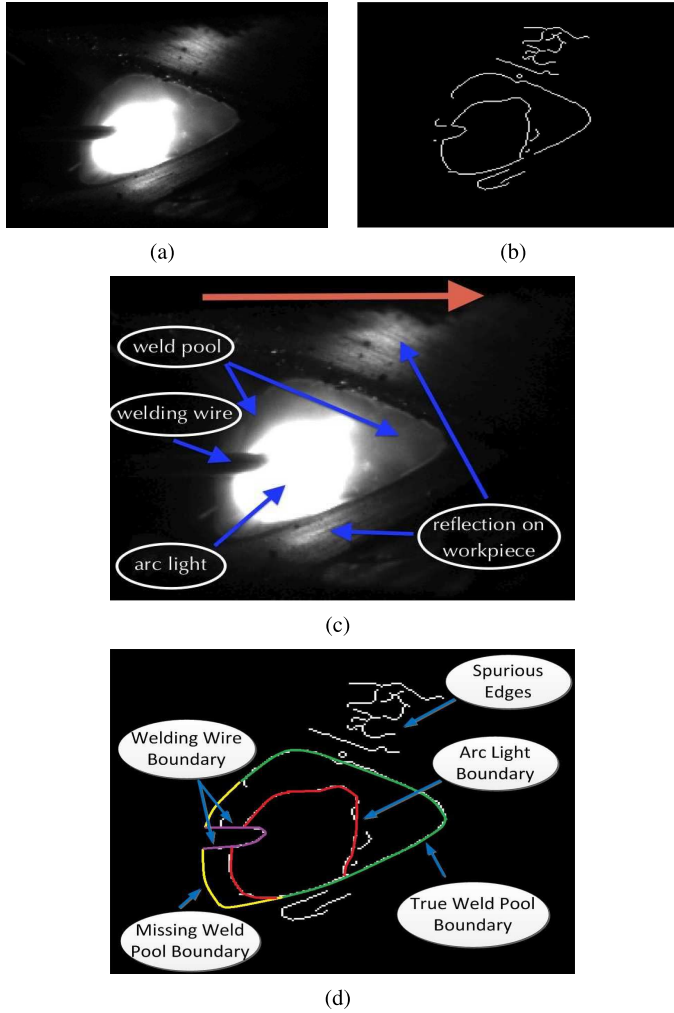 (a)
(b)
weld pool
welding wire
arc light
reflection on
workpiece
(c)
Spurious
Edges
Welding Wire
Boundary
Arc Light
Boundary
True Weld Pool
Boundary
Missing Weld
Pool Boundary
(d)